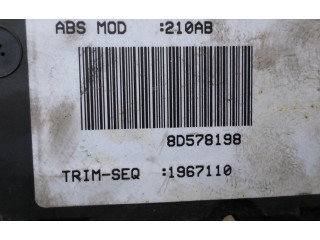 ABS MOD :210AB
8D578198
TRIM-SEQ :1967110